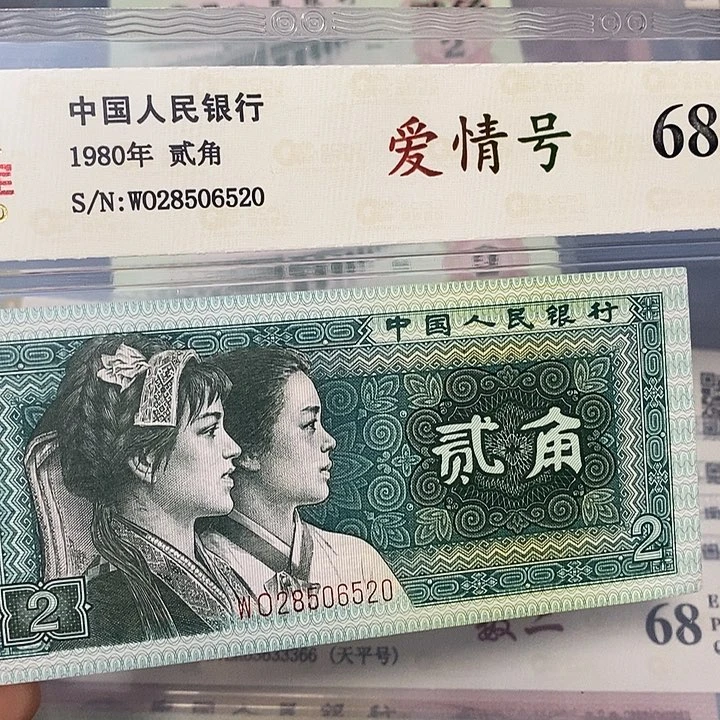 中国人民银行
1980年 贰角
S/N:WO28506520
爱情号
68
中国人民银行
贰角
2
2
WO28506520
68
(天平号)